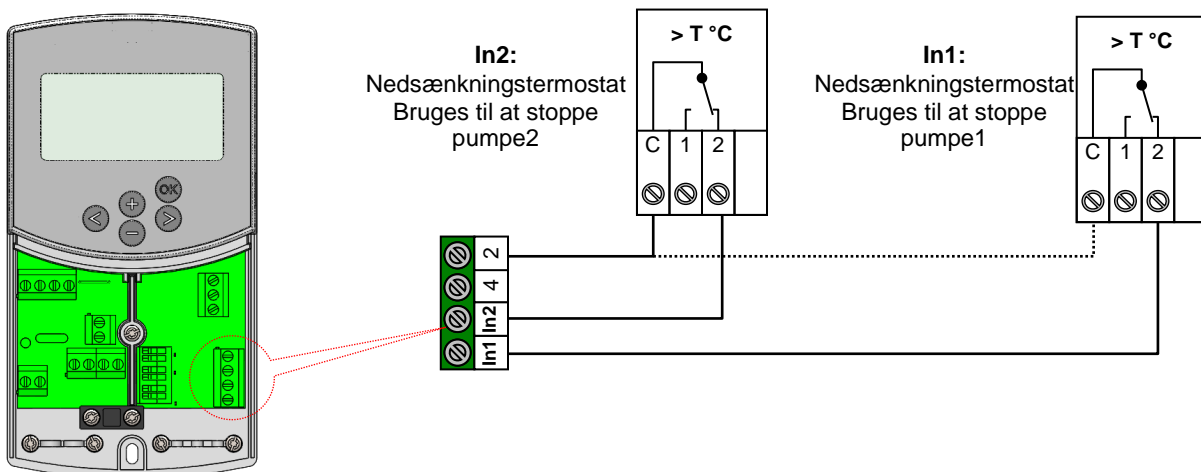 In2:
Nedsænkningstermostat
Bruges til at stoppe
pumpe2
> T °C
C 1 2
In1:
Nedsænkningstermostat
Bruges til at stoppe
pumpe1
> T °C
C 1 2
OK
< + >
−
2
4
In2
In1